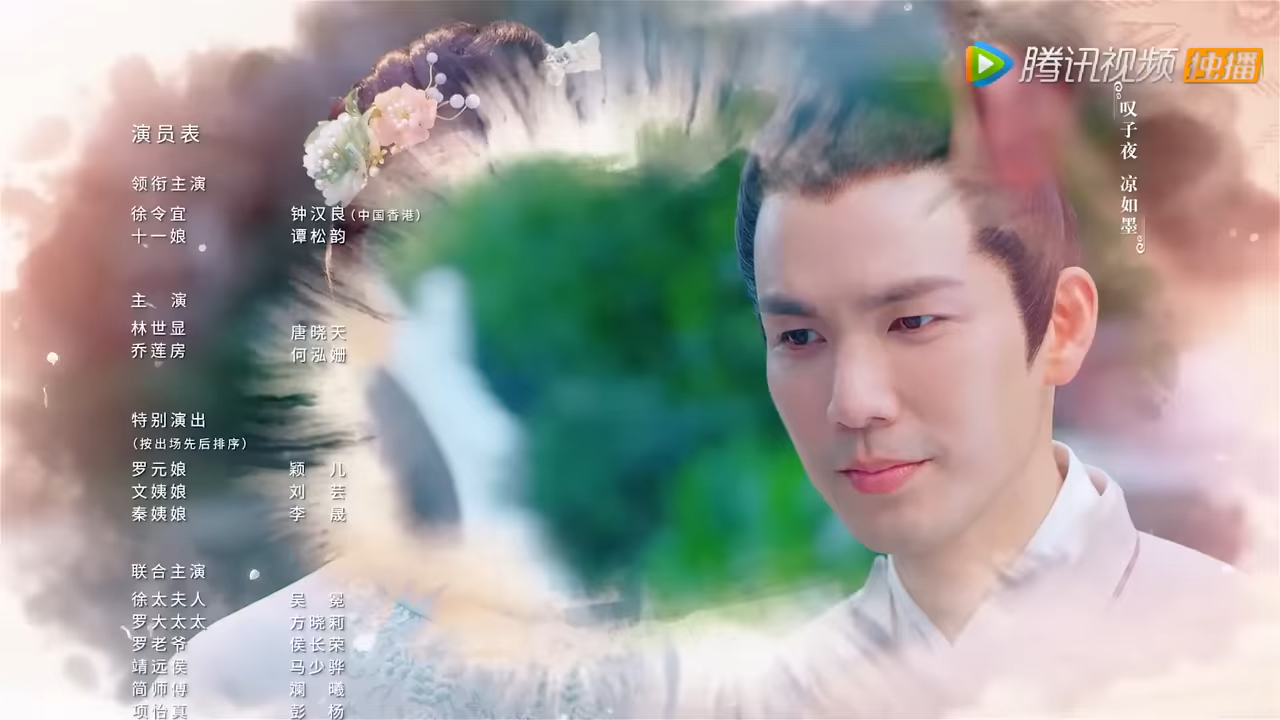 腾讯视频 独播
叹子夜 凉如墨
演员表
领衔主演
徐令宜 钟汉良(中国香港)
十一娘 谭松韵
主 演
林世显 唐晓天
乔莲房 何泓姗
特别演出
(按出场先后排序)
罗元娘 颖 儿
文姨娘 刘 芸
秦姨娘 李 晟
联合主演
徐太夫人 吴 冕
罗大太太 方晓莉
罗老爷 侯长荣
靖远侯 马少骅
简师傅 斓 曦
项怡真 彭 杨